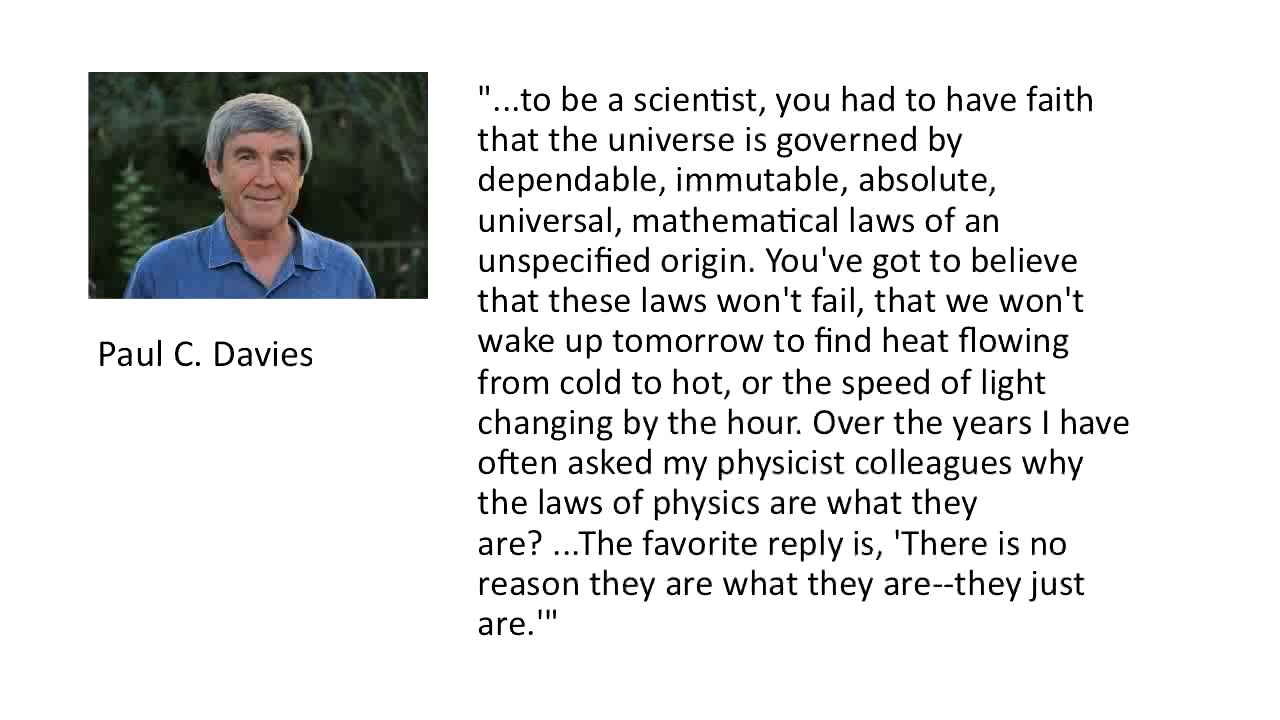 Paul C. Davies
"...to be a scientist, you had to have faith
that the universe is governed by
dependable, immutable, absolute,
universal, mathematical laws of an
unspecified origin. You've got to believe
that these laws won't fail, that we won't
wake up tomorrow to find heat flowing
from cold to hot, or the speed of light
changing by the hour. Over the years I have
often asked my physicist colleagues why
the laws of physics are what they
are? ...The favorite reply is, 'There is no
reason they are what they are--they just
are.'"